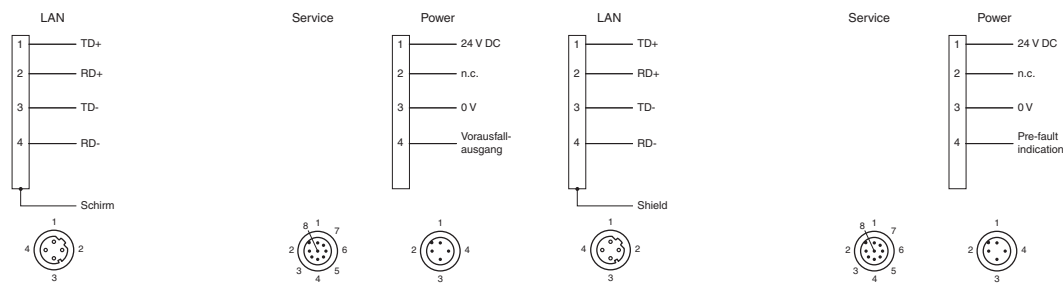 LAN
1 TD+
2 RD+
3 TD-
4 RD-
Schirm
1
4 2
3
Service
8 1 7
2 6
3 5
4
Power
1 24 V DC
2 n.c.
3 0 V
4 Vorausfall-
ausgang
1
2 4
3
LAN
1 TD+
2 RD+
3 TD-
4 RD-
Shield
1
4 2
3
Service
8 1 7
2 6
3 5
4
Power
1 24 V DC
2 n.c.
3 0 V
4 Pre-fault
indication
1
2 4
3